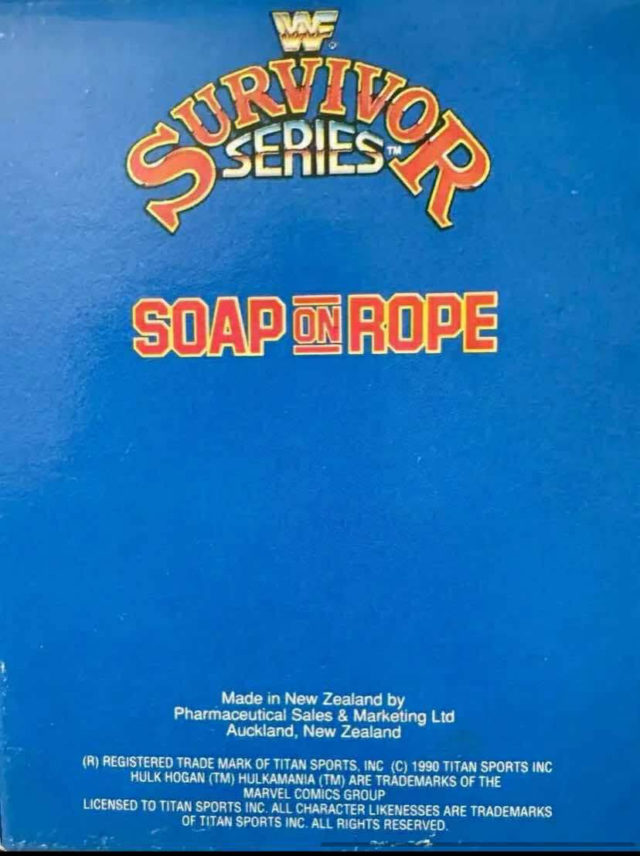 WF
SURVIVOR
SERIES™
SOAP ON ROPE
Made in New Zealand by
Pharmaceutical Sales & Marketing Ltd
Auckland, New Zealand
(R) REGISTERED TRADE MARK OF TITAN SPORTS, INC (C) 1990 TITAN SPORTS INC
HULK HOGAN (TM) HULKAMANIA (TM) ARE TRADEMARKS OF THE
MARVEL COMICS GROUP
LICENSED TO TITAN SPORTS INC. ALL CHARACTER LIKENESSES ARE TRADEMARKS
OF TITAN SPORTS INC. ALL RIGHTS RESERVED.